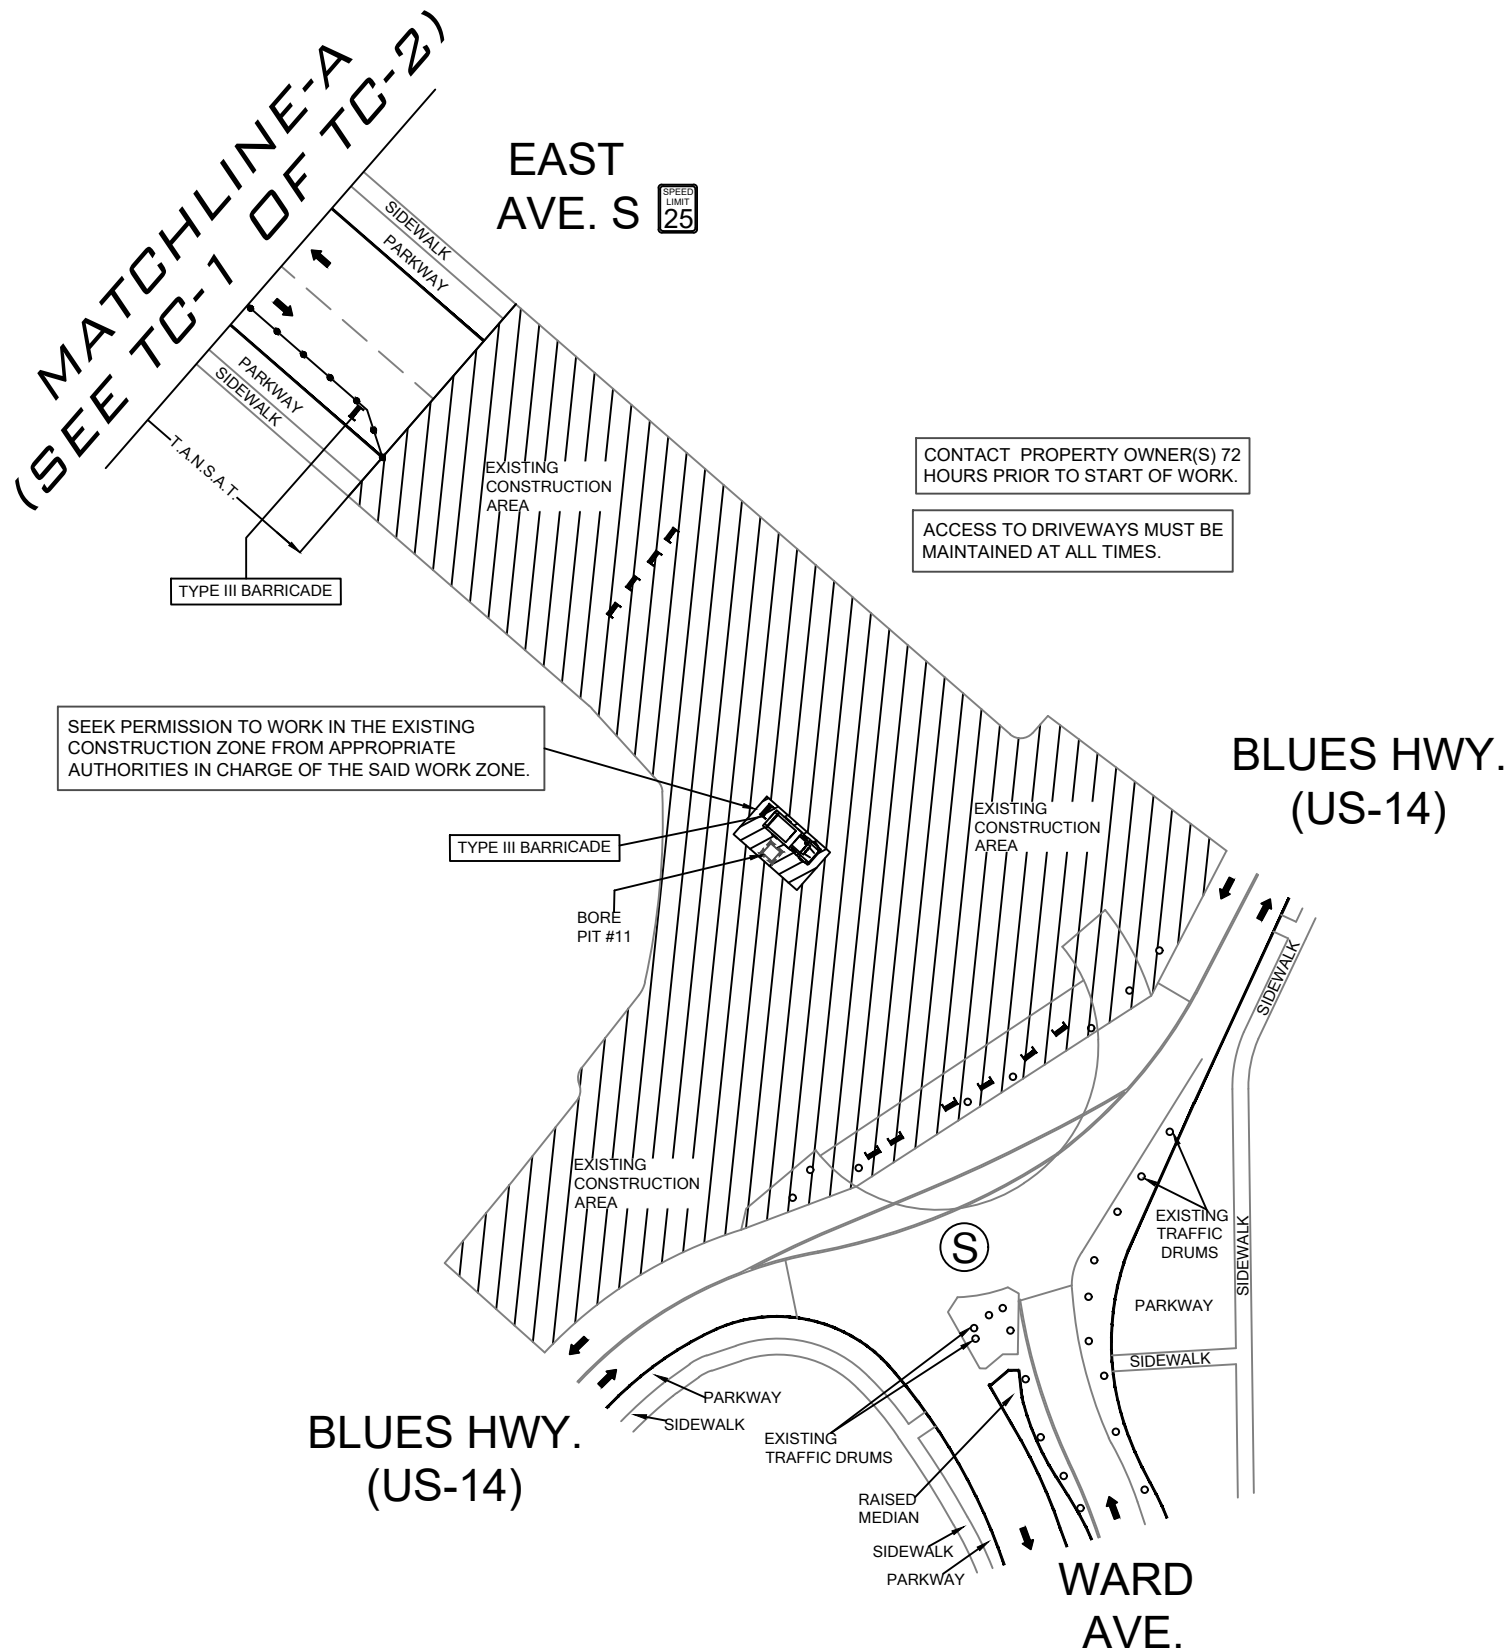 MATCHLINE-A
(SEE TC-1 OF TC-2)
EAST
AVE. S
SPEED
LIMIT
25
SIDEWALK
PARKWAY
PARKWAY
SIDEWALK
T.A.N.S.A.T.
TYPE III BARRICADE
EXISTING
CONSTRUCTION
AREA
CONTACT PROPERTY OWNER(S) 72
HOURS PRIOR TO START OF WORK.
ACCESS TO DRIVEWAYS MUST BE
MAINTAINED AT ALL TIMES.
SEEK PERMISSION TO WORK IN THE EXISTING
CONSTRUCTION ZONE FROM APPROPRIATE
AUTHORITIES IN CHARGE OF THE SAID WORK ZONE.
BLUES HWY.
(US-14)
TYPE III BARRICADE
EXISTING
CONSTRUCTION
AREA
BORE
PIT #11
SIDEWALK
EXISTING
CONSTRUCTION
AREA
EXISTING
TRAFFIC
DRUMS
SIDEWALK
S
PARKWAY
SIDEWALK
PARKWAY
SIDEWALK
BLUES HWY.
(US-14)
EXISTING
TRAFFIC DRUMS
RAISED
MEDIAN
SIDEWALK
PARKWAY
WARD
AVE.